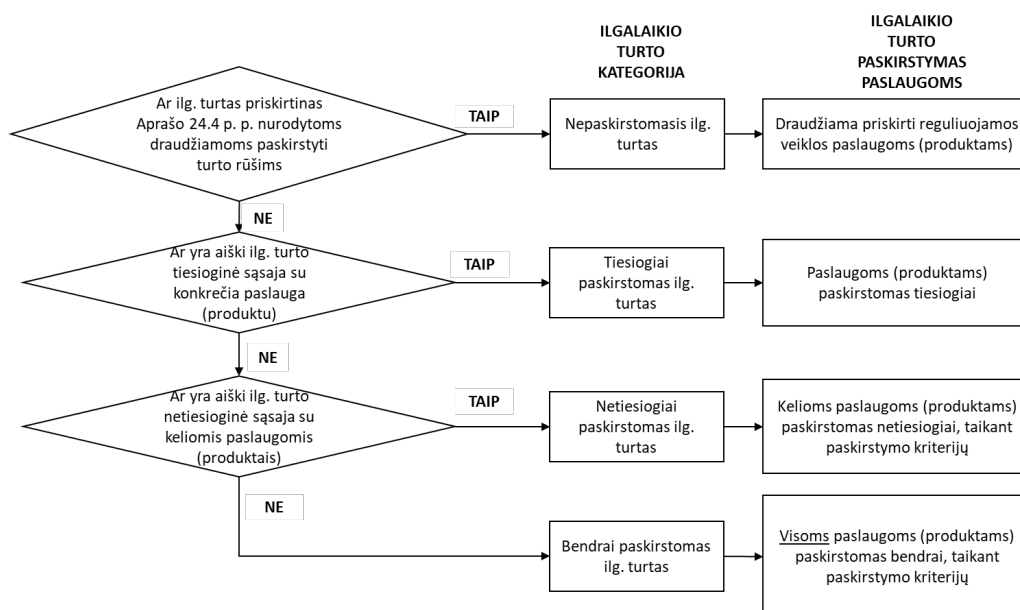 ILGALAIKIO
TURTO
KATEGORIJA
ILGALAIKIO
TURTO
PASKIRSTYMAS
PASLAUGOMS
Ar ilg. turtas priskirtinas
Aprašo 24.4 p. p. nurodytoms
draudžiamoms paskirstyti
turto rūšims
TAIP
Nepaskirstomasis ilg.
turtas
Draudžiama priskirti reguliuojamos
veiklos paslaugoms (produktams)
NE
Ar yra aiški ilg. turto
tiesioginė sąsaja su
konkrečia paslauga
(produktu)
TAIP
Tiesiogiai
paskirstomas ilg.
turtas
Paslaugoms (produktams)
paskirstomas tiesiogiai
NE
Ar yra aiški ilg. turto
netiesioginė sąsaja su
keliomis paslaugomis
(produktais)
TAIP
Netiesiogiai
paskirstomas ilg.
turtas
Kelioms paslaugoms (produktams)
paskirstomas netiesiogiai, taikant
paskirstymo kriterijų
NE
Bendrai paskirstomas
ilg. turtas
Visoms paslaugoms (produktams)
paskirstomas bendrai, taikant
paskirstymo kriterijų